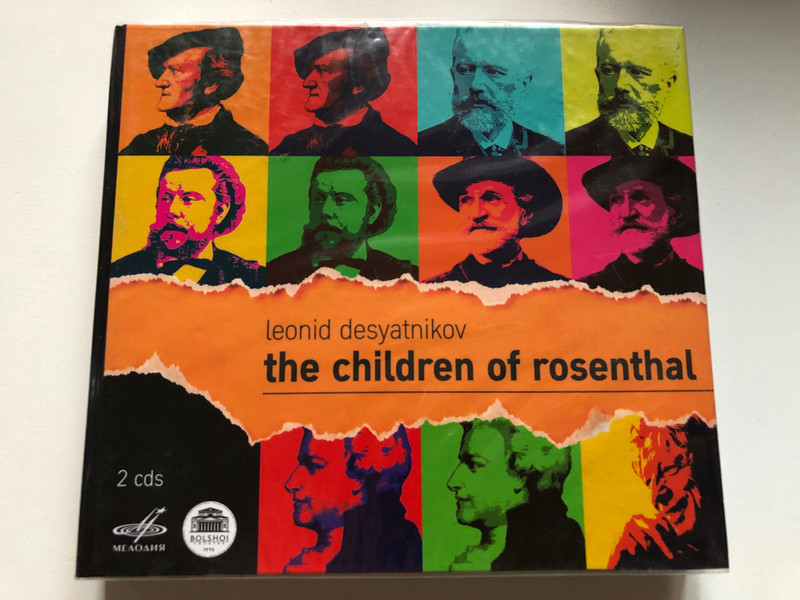 leonid desyatnikov
the children of rosenthal
2 cds
МЕЛОДИЯ
BOLSHOI